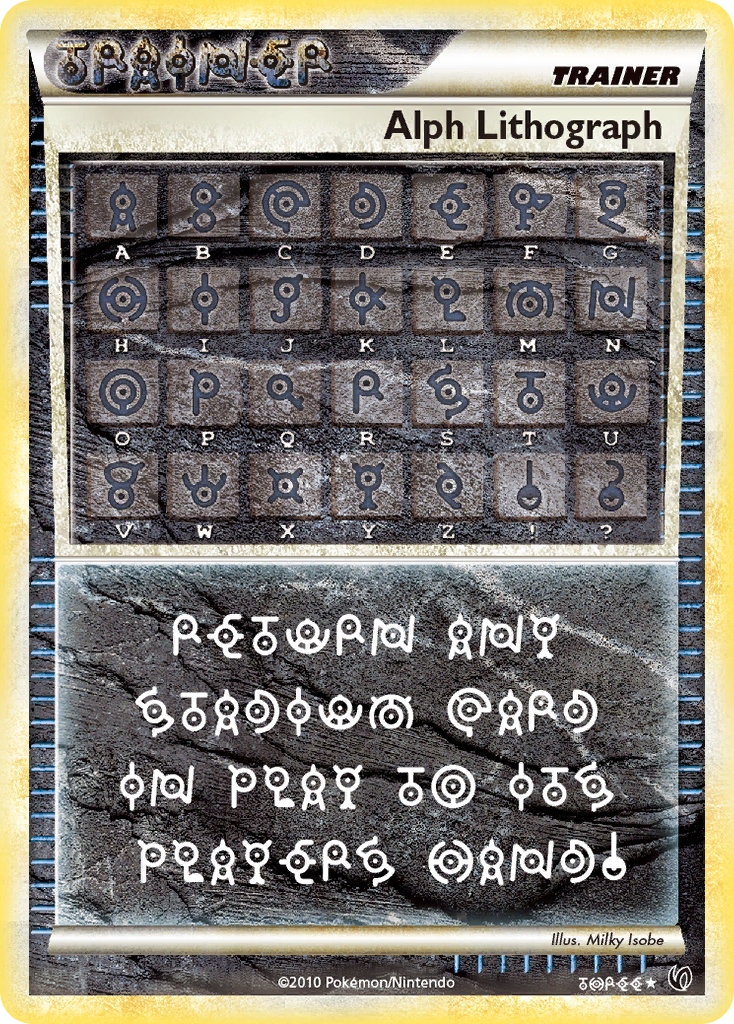 TRAINER TRAINER
Alph Lithograph
A B C D E F G
H I J K L M N
O P Q R S T U
V W X Y Z ! ?
RETURN ANY
STADIUM CARD
IN PLAY TO ITS
PLAYERS HAND!
Illus. Milky Isobe
©2010 Pokémon/Nintendo THREE★